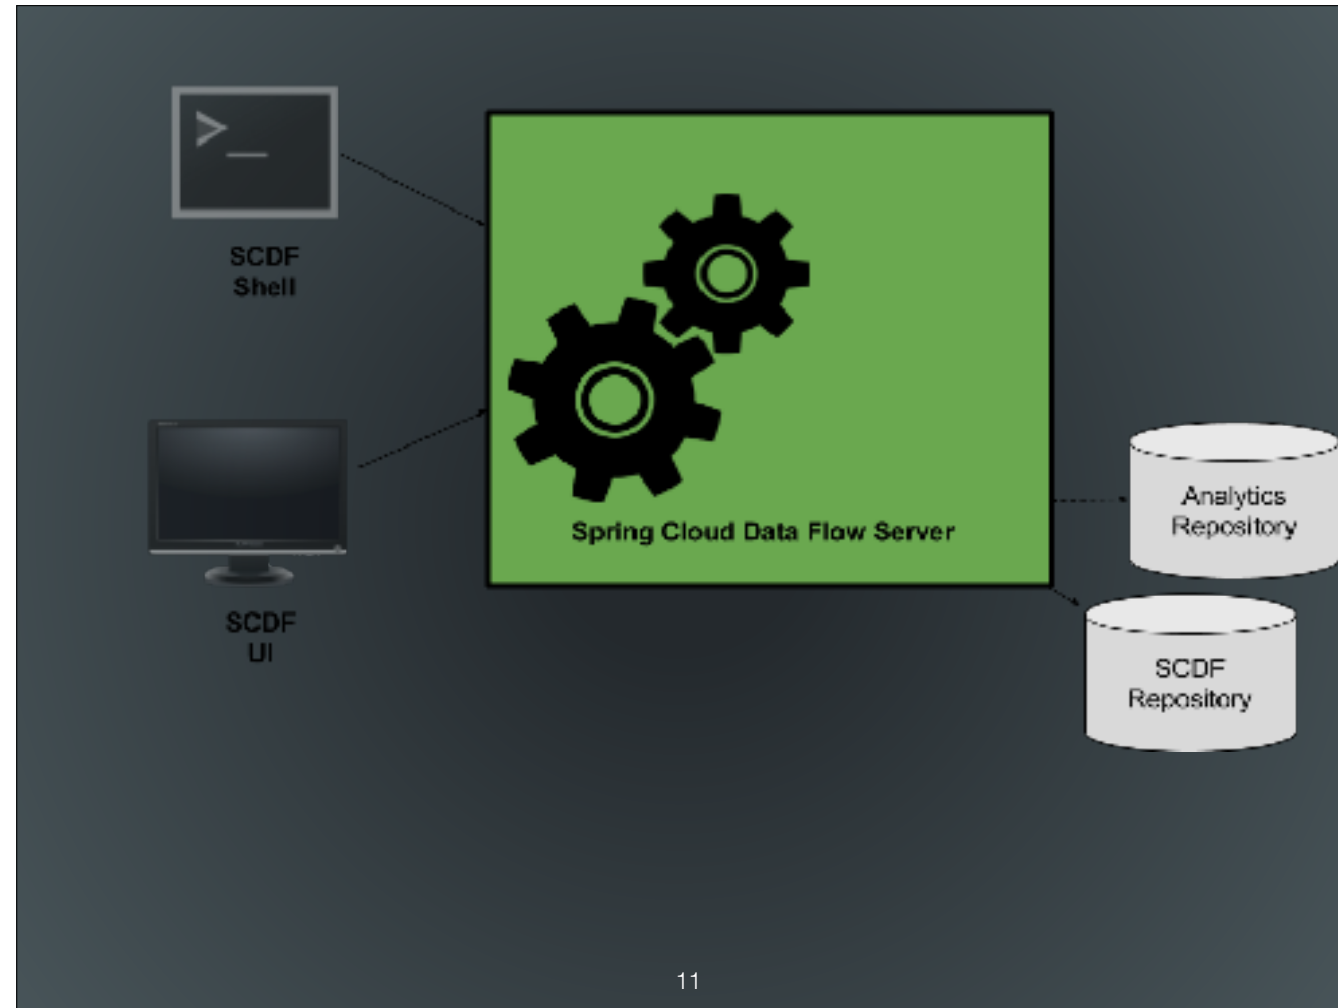 >_
SCDF
Shell
Spring Cloud Data Flow Server
Analytics
Repository
SCDF
UI
SCDF
Repository
11